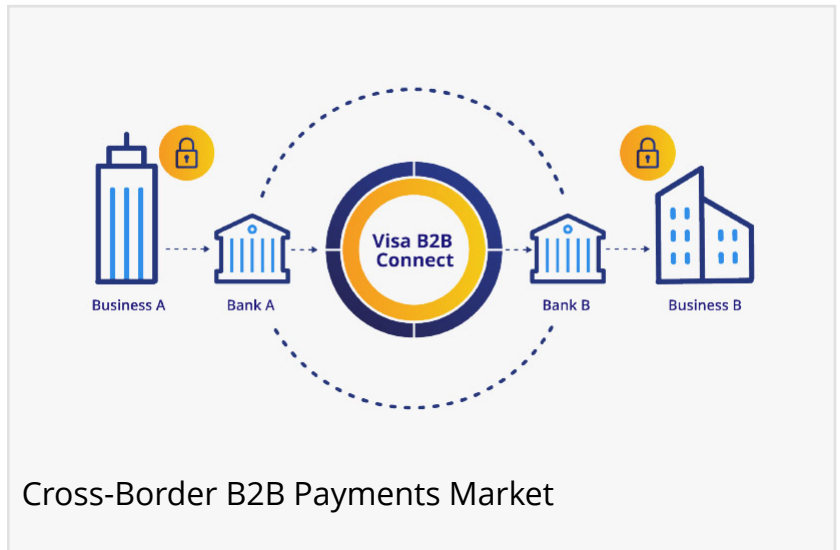 Visa B2B
Connect
Business A
Bank A
Bank B
Business B
Cross-Border B2B Payments Market